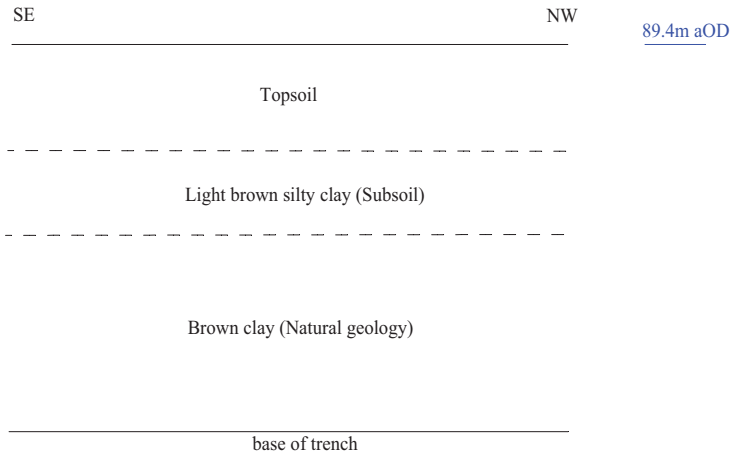 SE
NW
89.4m aOD
Topsoil
Light brown silty clay (Subsoil)
Brown clay (Natural geology)
base of trench